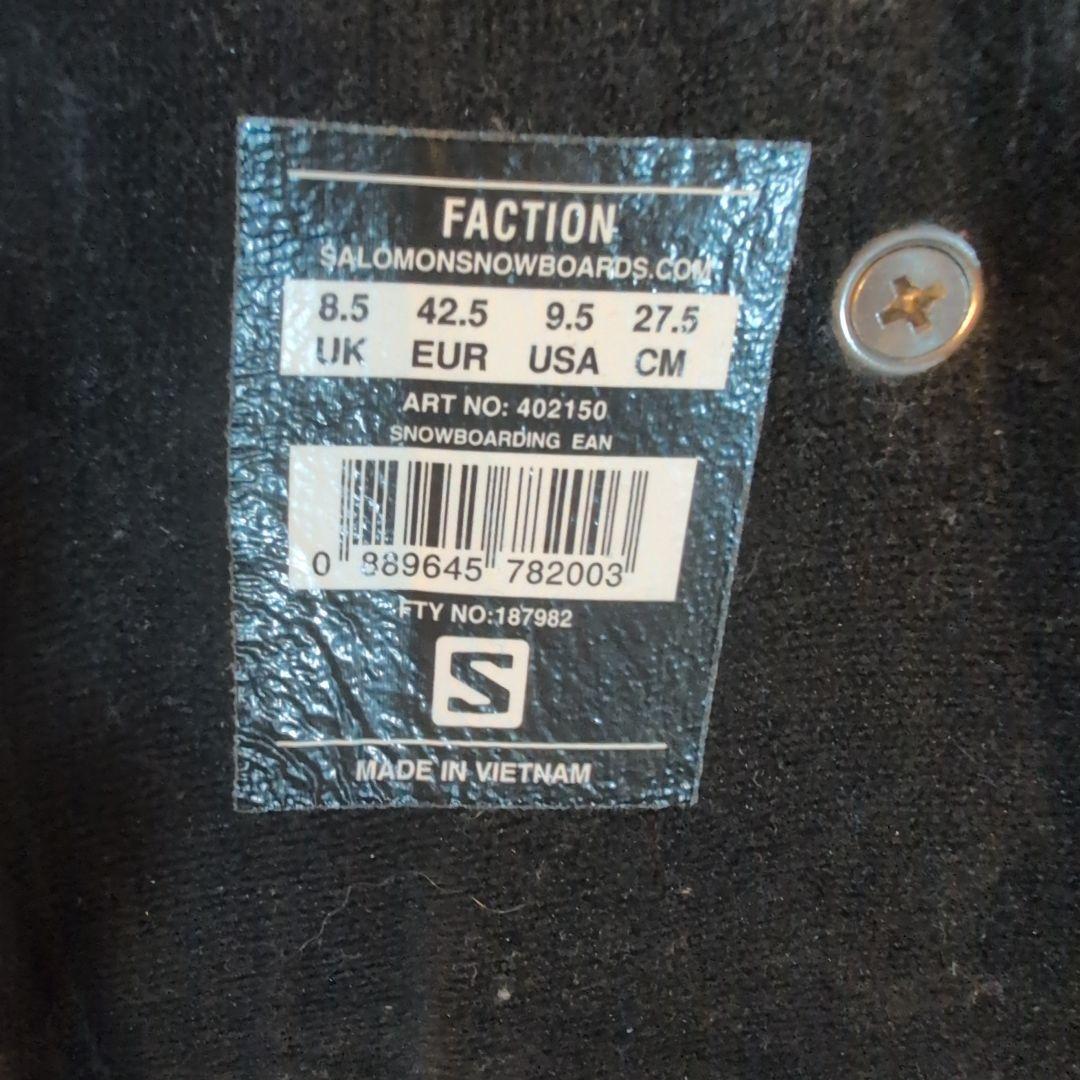 FACTION
SALOMONSNOWBOARDS.COM
8.5 42.5 9.5 27.5
UK EUR USA CM
ART NO: 402150
SNOWBOARDING EAN
0 889645 782003
FTY NO:187982
S
MADE IN VIETNAM